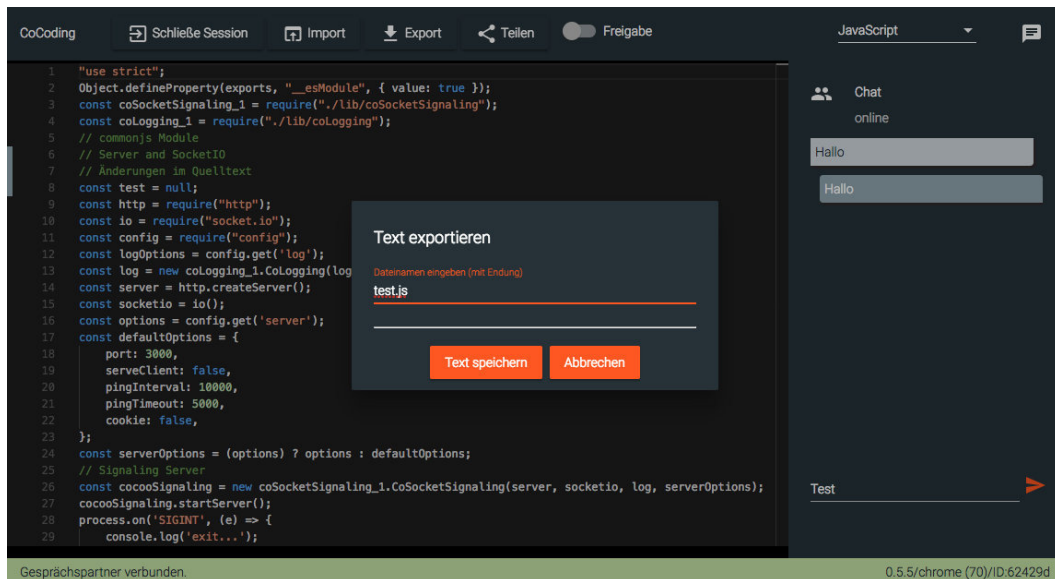 CoCoding Schließe Session Import Export Teilen Freigabe JavaScript
1 "use strict";
2 Object.defineProperty(exports, "__esModule", { value: true });
3 const coSocketSignaling_1 = require("./lib/coSocketSignaling");
4 const coLogging_1 = require("./lib/coLogging");
5 // commonjs Module
6 // Server and SocketIO
7 // Änderungen im Quelltext
8 const test = null;
9 const http = require("http");
10 const io = require("socket.io");
11 const config = require("config");
12 const logOptions = config.get('log');
13 const log = new coLogging_1.CoLogging(log
14 const server = http.createServer();
15 const socketio = io();
16 const options = config.get('server');
17 const defaultOptions = {
18 port: 3000,
19 serveClient: false,
20 pingInterval: 10000,
21 pingTimeout: 5000,
22 cookie: false,
23 };
24 const serverOptions = (options) ? options : defaultOptions;
25 // Signaling Server
26 const cocooSignaling = new coSocketSignaling_1.CoSocketSignaling(server, socketio, log, serverOptions);
27 cocooSignaling.startServer();
28 process.on('SIGINT', (e) => {
29 console.log('exit...');
Text exportieren
Dateinamen eingeben (mit Endung)
test.js
Text speichern Abbrechen
Chat
online
Hallo
Hallo
Test
Gesprächspartner verbunden. 0.5.5/chrome (70)/ID:62429d